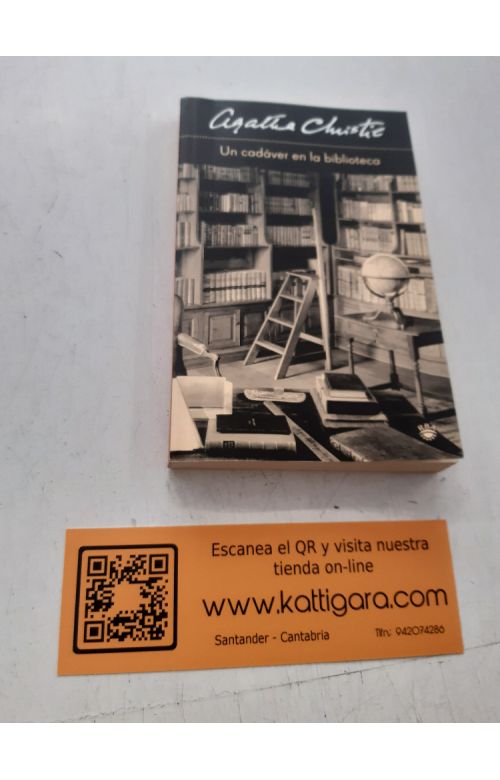 Agatha Christie
Un cadáver en la biblioteca
Escanea el QR y visita nuestra
tienda on-line
www.kattigara.com
Santander - Cantabria
Tlfn: 942074286